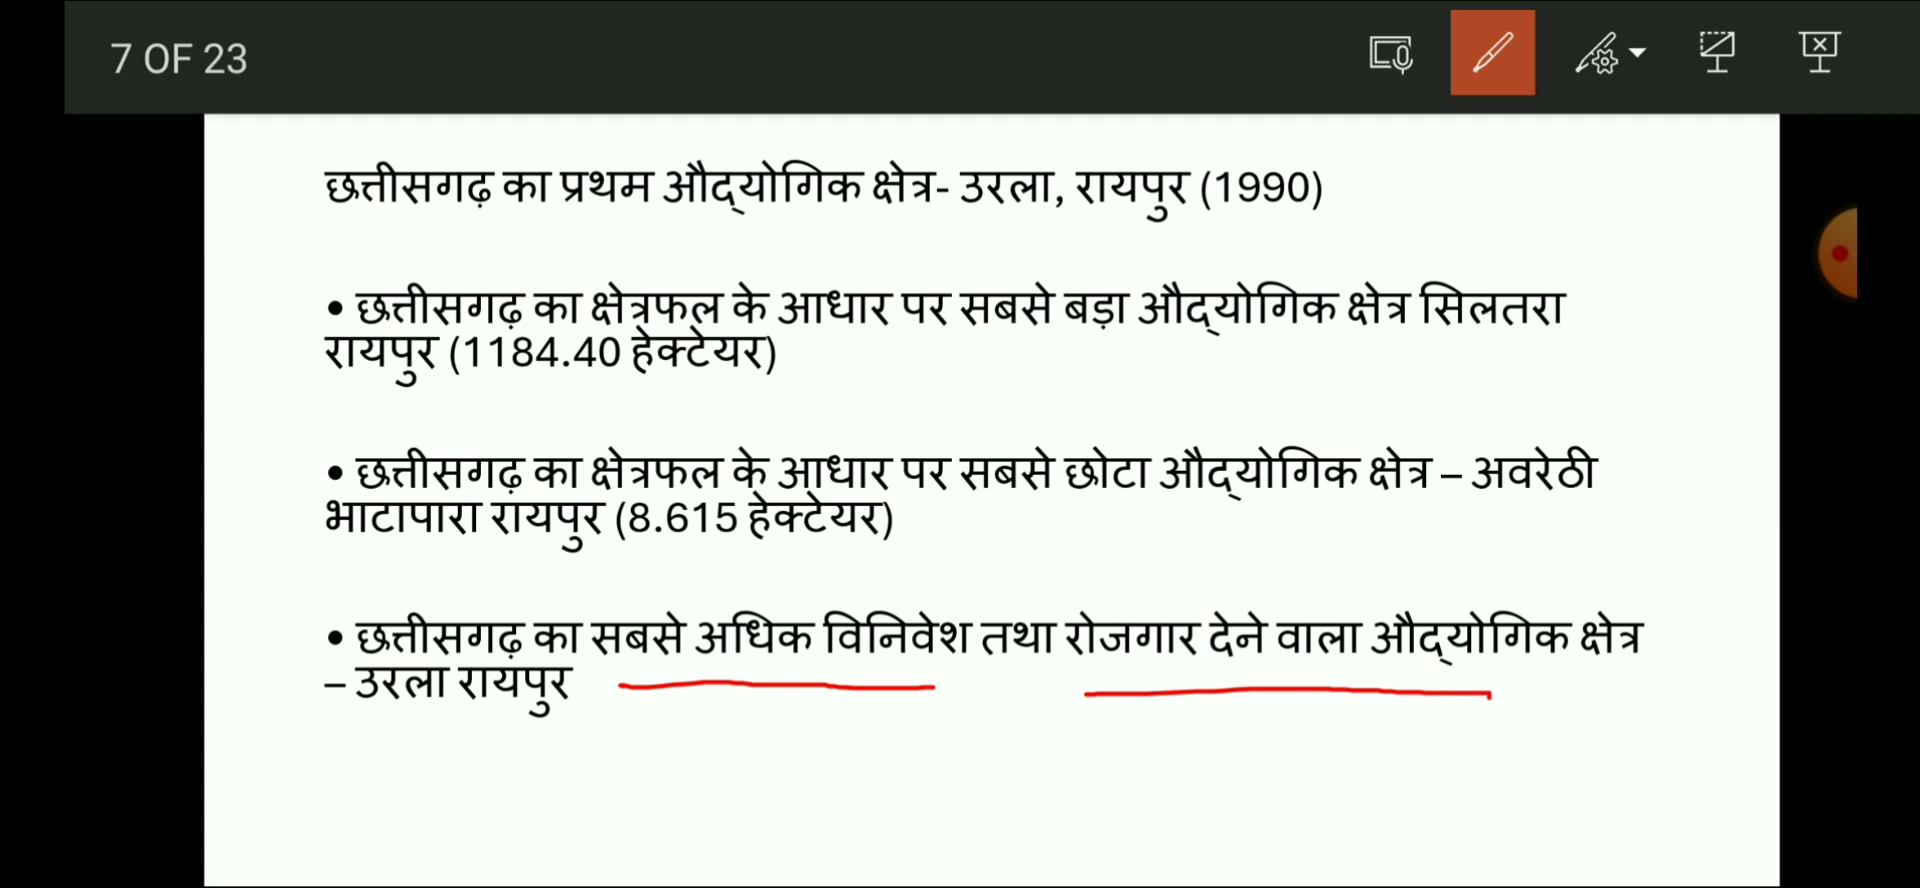 7 OF 23
छत्तीसगढ़ का प्रथम औद्योगिक क्षेत्र- उरला, रायपुर (1990)
• छत्तीसगढ़ का क्षेत्रफल के आधार पर सबसे बड़ा औद्योगिक क्षेत्र सिलतरा
रायपुर (1184.40 हेक्टेयर)
• छत्तीसगढ़ का क्षेत्रफल के आधार पर सबसे छोटा औद्योगिक क्षेत्र – अवरेठी
भाटापारा रायपुर (8.615 हेक्टेयर)
• छत्तीसगढ़ का सबसे अधिक विनिवेश तथा रोजगार देने वाला औद्योगिक क्षेत्र
– उरला रायपुर